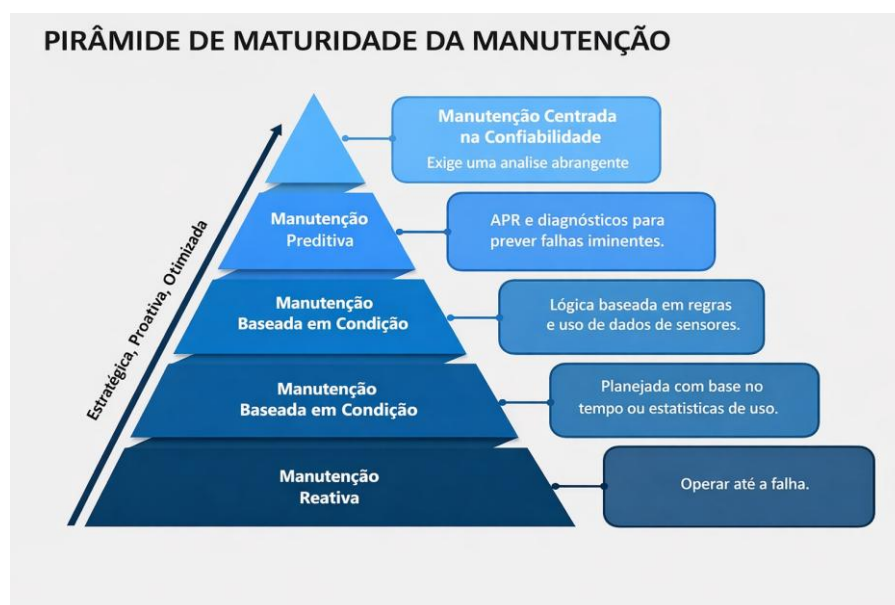 PIRÂMIDE DE MATURIDADE DA MANUTENÇÃO
Estratégica, Proativa, Otimizada
Manutenção Centrada
na Confiabilidade
Exige uma analise abrangente
Manutenção
Preditiva
APR e diagnósticos para
prever falhas iminentes.
Manutenção
Baseada em Condição
Lógica baseada em regras
e uso de dados de sensores.
Manutenção
Baseada em Condição
Planejada com base no
tempo ou estatisticas de uso.
Manutenção
Reativa
Operar até a falha.